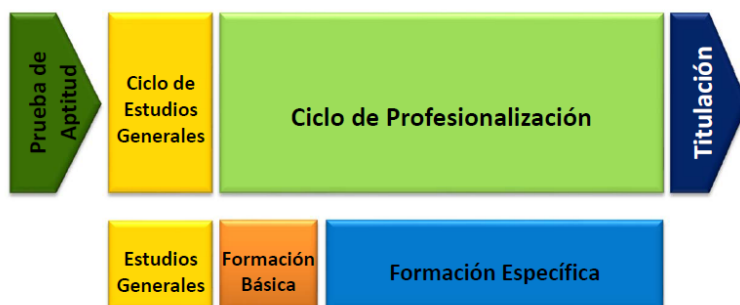 Prueba de
Aptitud
Ciclo de
Estudios
Generales
Ciclo de Profesionalización
Titulación
Estudios
Generales
Formación
Básica
Formación Específica